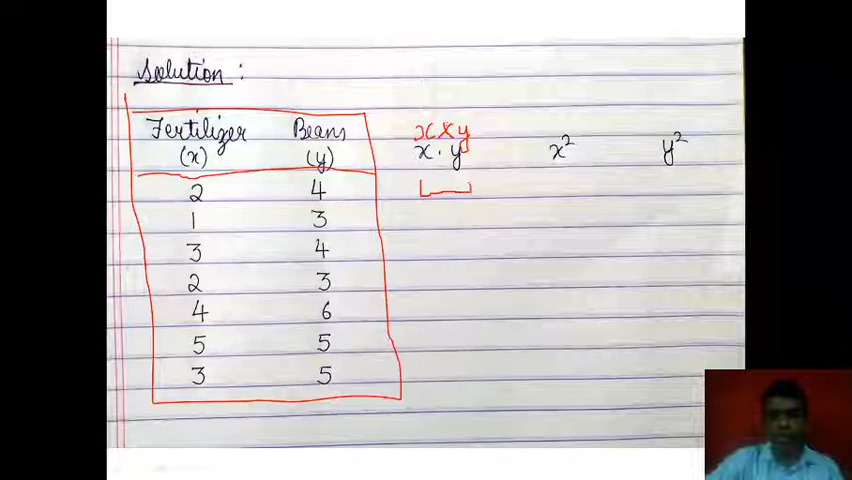 Solution :
x×y
Fertilizer Beans x · y x² y²
(x) (y)
2 4
1 3
3 4
2 3
4 6
5 5
3 5